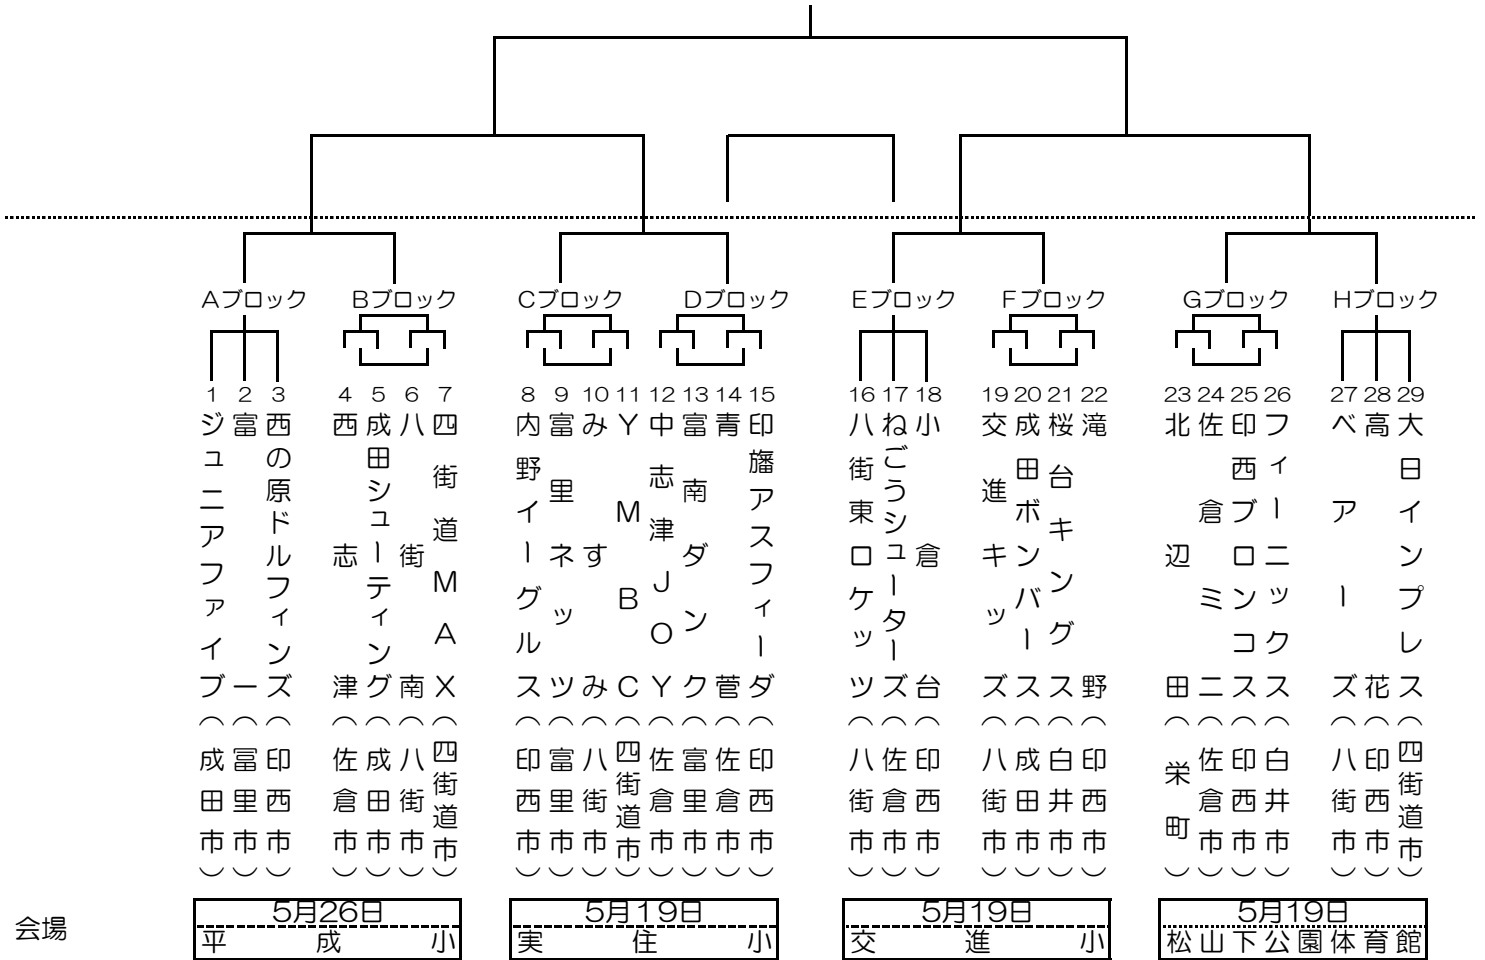 Aブロック Bブロック Cブロック Dブロック Eブロック Fブロック Gブロック Hブロック
1 2 3 4 5 6 7 8 9 10 11 12 13 14 15 16 17 18 19 20 21 22 23 24 25 26 27 28 29
ジュニアファイブ（成田市）
富一（冨里市）
西の原ドルフィンズ（印西市）
西志津（佐倉市）
成田シューティング（成田市）
八街南（八街市）
四街道MAX（四街道市）
内野イーグルス（印西市）
富里ネッツ（富里市）
みすみ（八街市）
YMBC（四街道市）
中志津JOY（佐倉市）
富南ダンク（富里市）
青菅（佐倉市）
印旛アスフィーダ（印西市）
八街東ロケッツ（八街市）
ねごうシューターズ（佐倉市）
小倉台（印西市）
交進キッズ（八街市）
成田ボンバース（成田市）
桜台キングス（白井市）
滝野（印西市）
北辺田（栄町）
佐倉ミニ（佐倉市）
印西ブロンコス（印西市）
フィーニックス（白井市）
ベアーズ（八街市）
高花（印西市）
大日インプレス（四街道市）
会場
5月26日
平成小
5月19日
実住小
5月19日
交進小
5月19日
松山下公園体育館